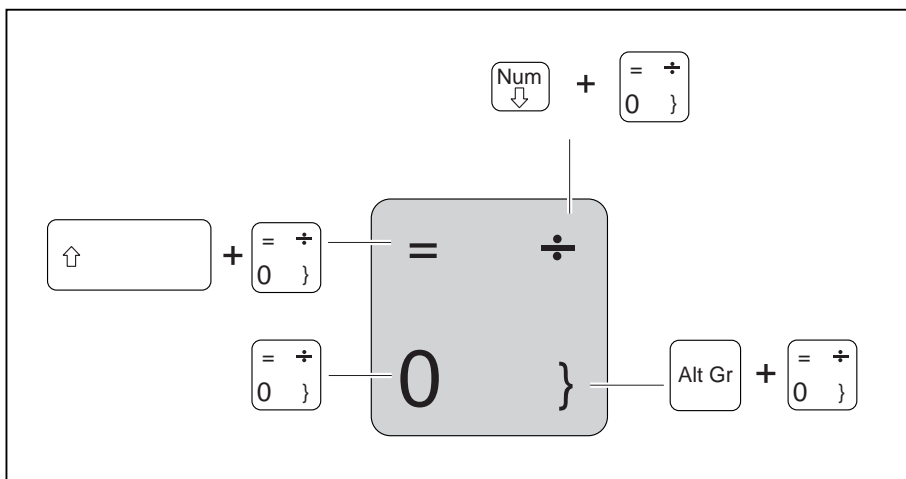 Num + = ÷
0 }
⇧ + = ÷
0 }
= ÷
= ÷
0 }
0 }
Alt Gr + = ÷
0 }